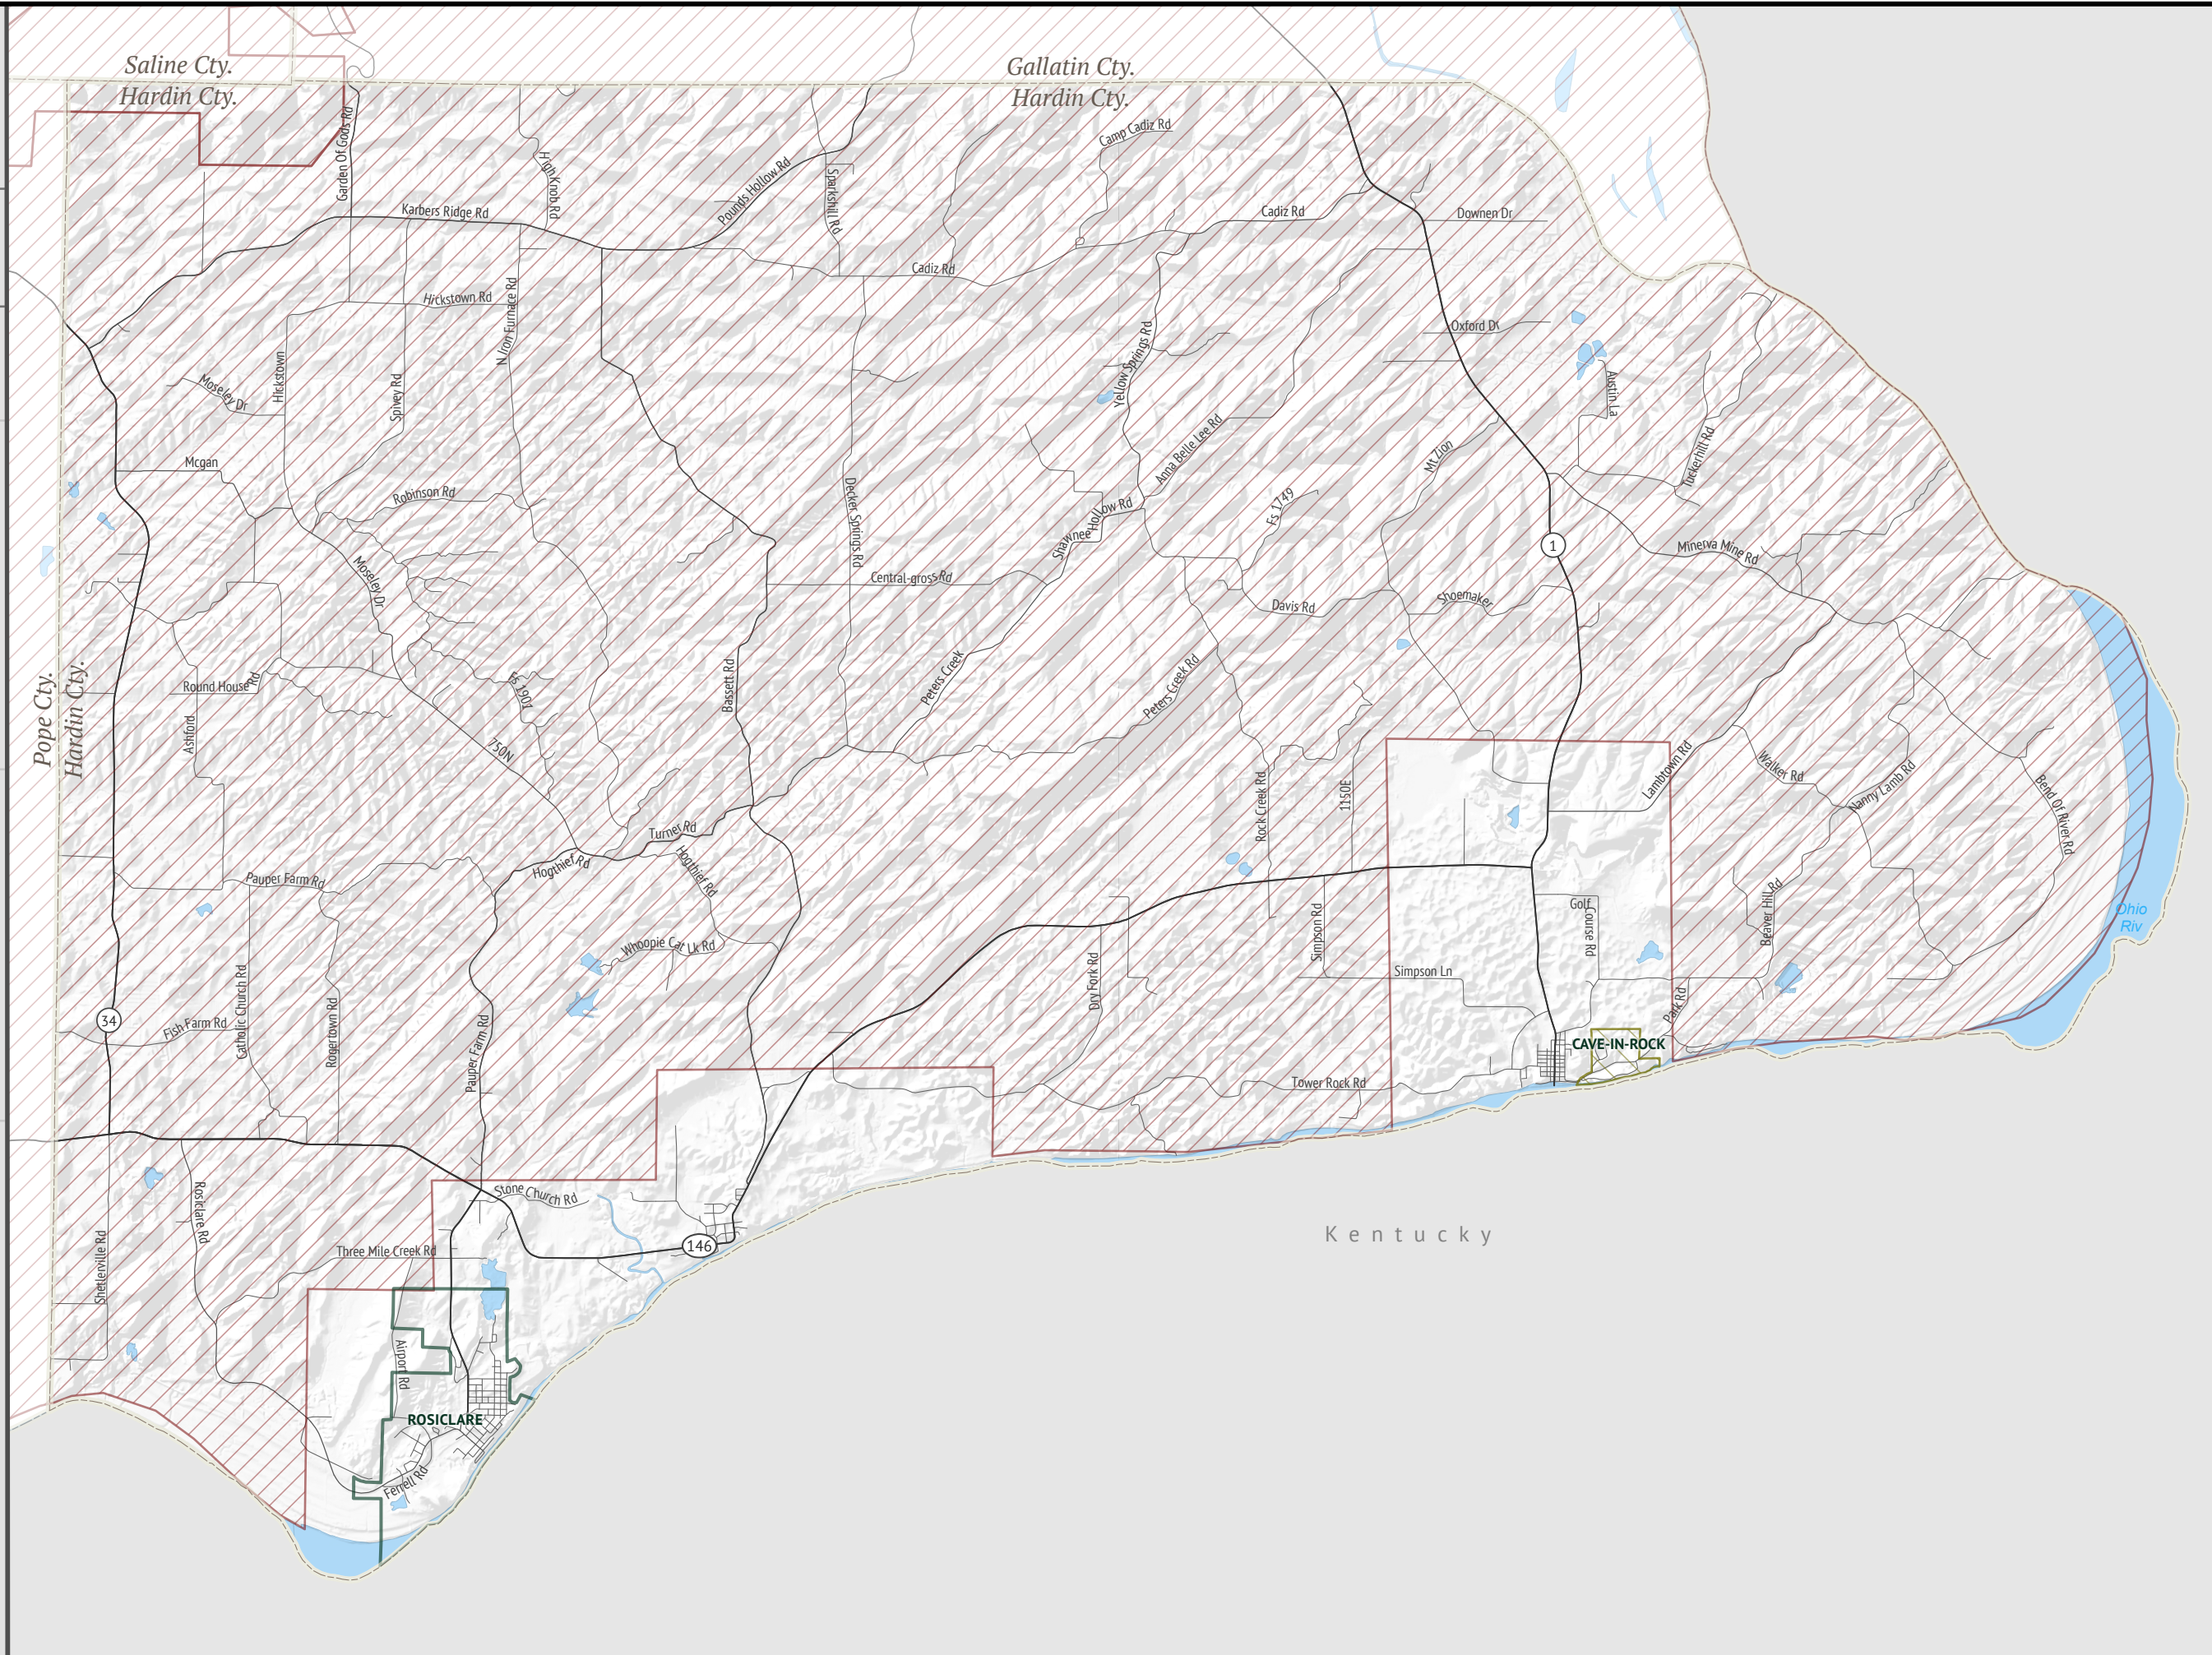 Saline Cty.
Hardin Cty.
Gallatin Cty.
Hardin Cty.
Garden Of Gods Rd
High Knob Rd
Karbers Ridge Rd
Pounds Hollow Rd
Sparkshill Rd
Camp Cadiz Rd
Cadiz Rd
Downen Dr
Cadiz Rd
Hickstown Rd
N Iron Furnace Rd
Hickstown
Moseley Dr
Spivey Rd
Yellow Springs Rd
Oxford Ds
Austin La
Tuckerhill Rd
Anna Belle Lee Rd
Mt Zion
Mcgan
Robinson Rd
Decker Springs Rd
Fs 1749
Shawnee Hollow Rd
1
Minerva Mine Rd
Moseley Dr
Central-gross Rd
Davis Rd
Shoemaker
Pope Cty.
Hardin Cty.
Round House Rd
Ashford
Fs 1901
Bassett Rd
Peters Creek
Peters Creek Rd
750N
Rock Creek Rd
1150E
Lambtown Rd
Walker Rd
Nanny Lamb Rd
Bend Of River Rd
Turner Rd
Hogthief Rd
Hogthief Rd
Pauper Farm Rd
Whoopie Cat Lk Rd
Simpson Rd
Golf Course Rd
Beaver Hill Rd
Ohio
Riv
Dry Fork Rd
Simpson Ln
Park Rd
34
Fish Farm Rd
Catholic Church Rd
Rogertown Rd
Pauper Farm Rd
CAVE-IN-ROCK
Tower Rock Rd
Rosiclare Rd
Stone Church Rd
146
Kentucky
Shetlerville Rd
Three Mile Creek Rd
Airport Rd
ROSICLARE
Ferrell Rd